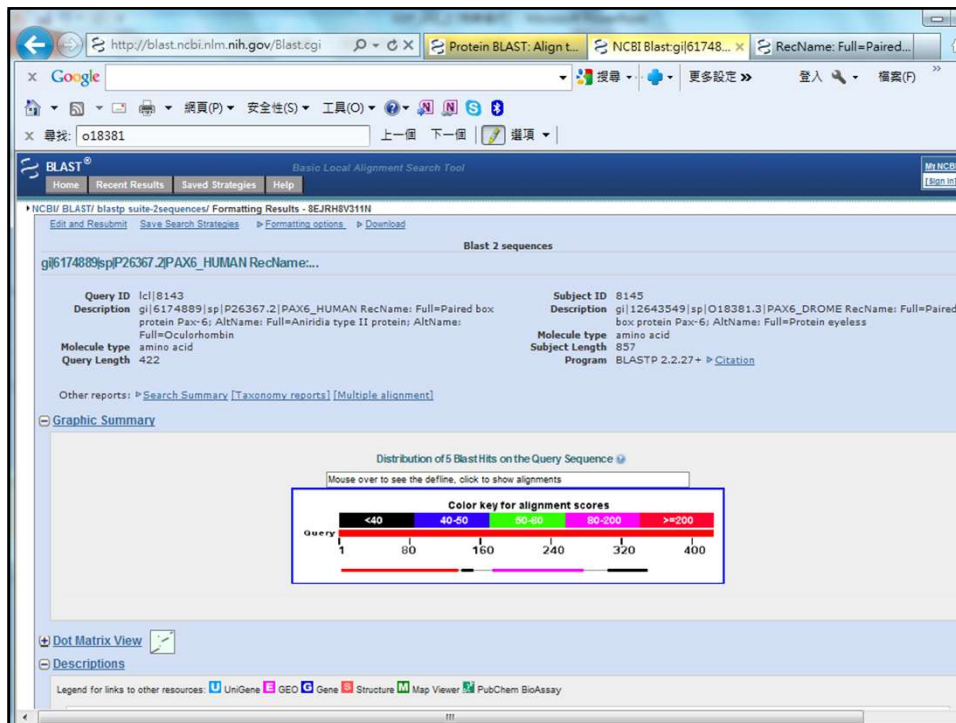 http://blast.ncbi.nlm.nih.gov/Blast.cgi
Protein BLAST: Align t...
NCBI Blast:gi|61748... ×
RecName: Full=Paired...
x Google 搜尋 更多設定 » 登入 檔案(F) »
網頁(P) 安全性(S) 工具(O)
x 尋找: o18381 上一個 下一個 選項
BLAST® Basic Local Alignment Search Tool My NCBI
Home Recent Results Saved Strategies Help [Sign In]
NCBI/ BLAST/ blastp suite-2sequences/ Formatting Results - 8EJRH8V311N
Edit and Resubmit Save Search Strategies Formatting options Download
Blast 2 sequences
gi|6174889|sp|P26367.2|PAX6_HUMAN RecName:...
Query ID lcl|8143
Description gi|6174889|sp|P26367.2|PAX6_HUMAN RecName: Full=Paired box
protein Pax-6; AltName: Full=Aniridia type II protein; AltName:
Full=Oculorhombin
Molecule type amino acid
Query Length 422
Subject ID 8145
Description gi|12643549|sp|O18381.3|PAX6_DROME RecName: Full=Paired
box protein Pax-6; AltName: Full=Protein eyeless
Molecule type amino acid
Subject Length 857
Program BLASTP 2.2.27+ Citation
Other reports: Search Summary [Taxonomy reports] [Multiple alignment]
Graphic Summary
Distribution of 5 Blast Hits on the Query Sequence
Mouse over to see the defline, click to show alignments
Color key for alignment scores
<40 40-50 50-80 80-200 >=200
Query
1 80 160 240 320 400
Dot Matrix View
Descriptions
Legend for links to other resources: U UniGene E GEO G Gene S Structure M Map Viewer PubChem BioAssay